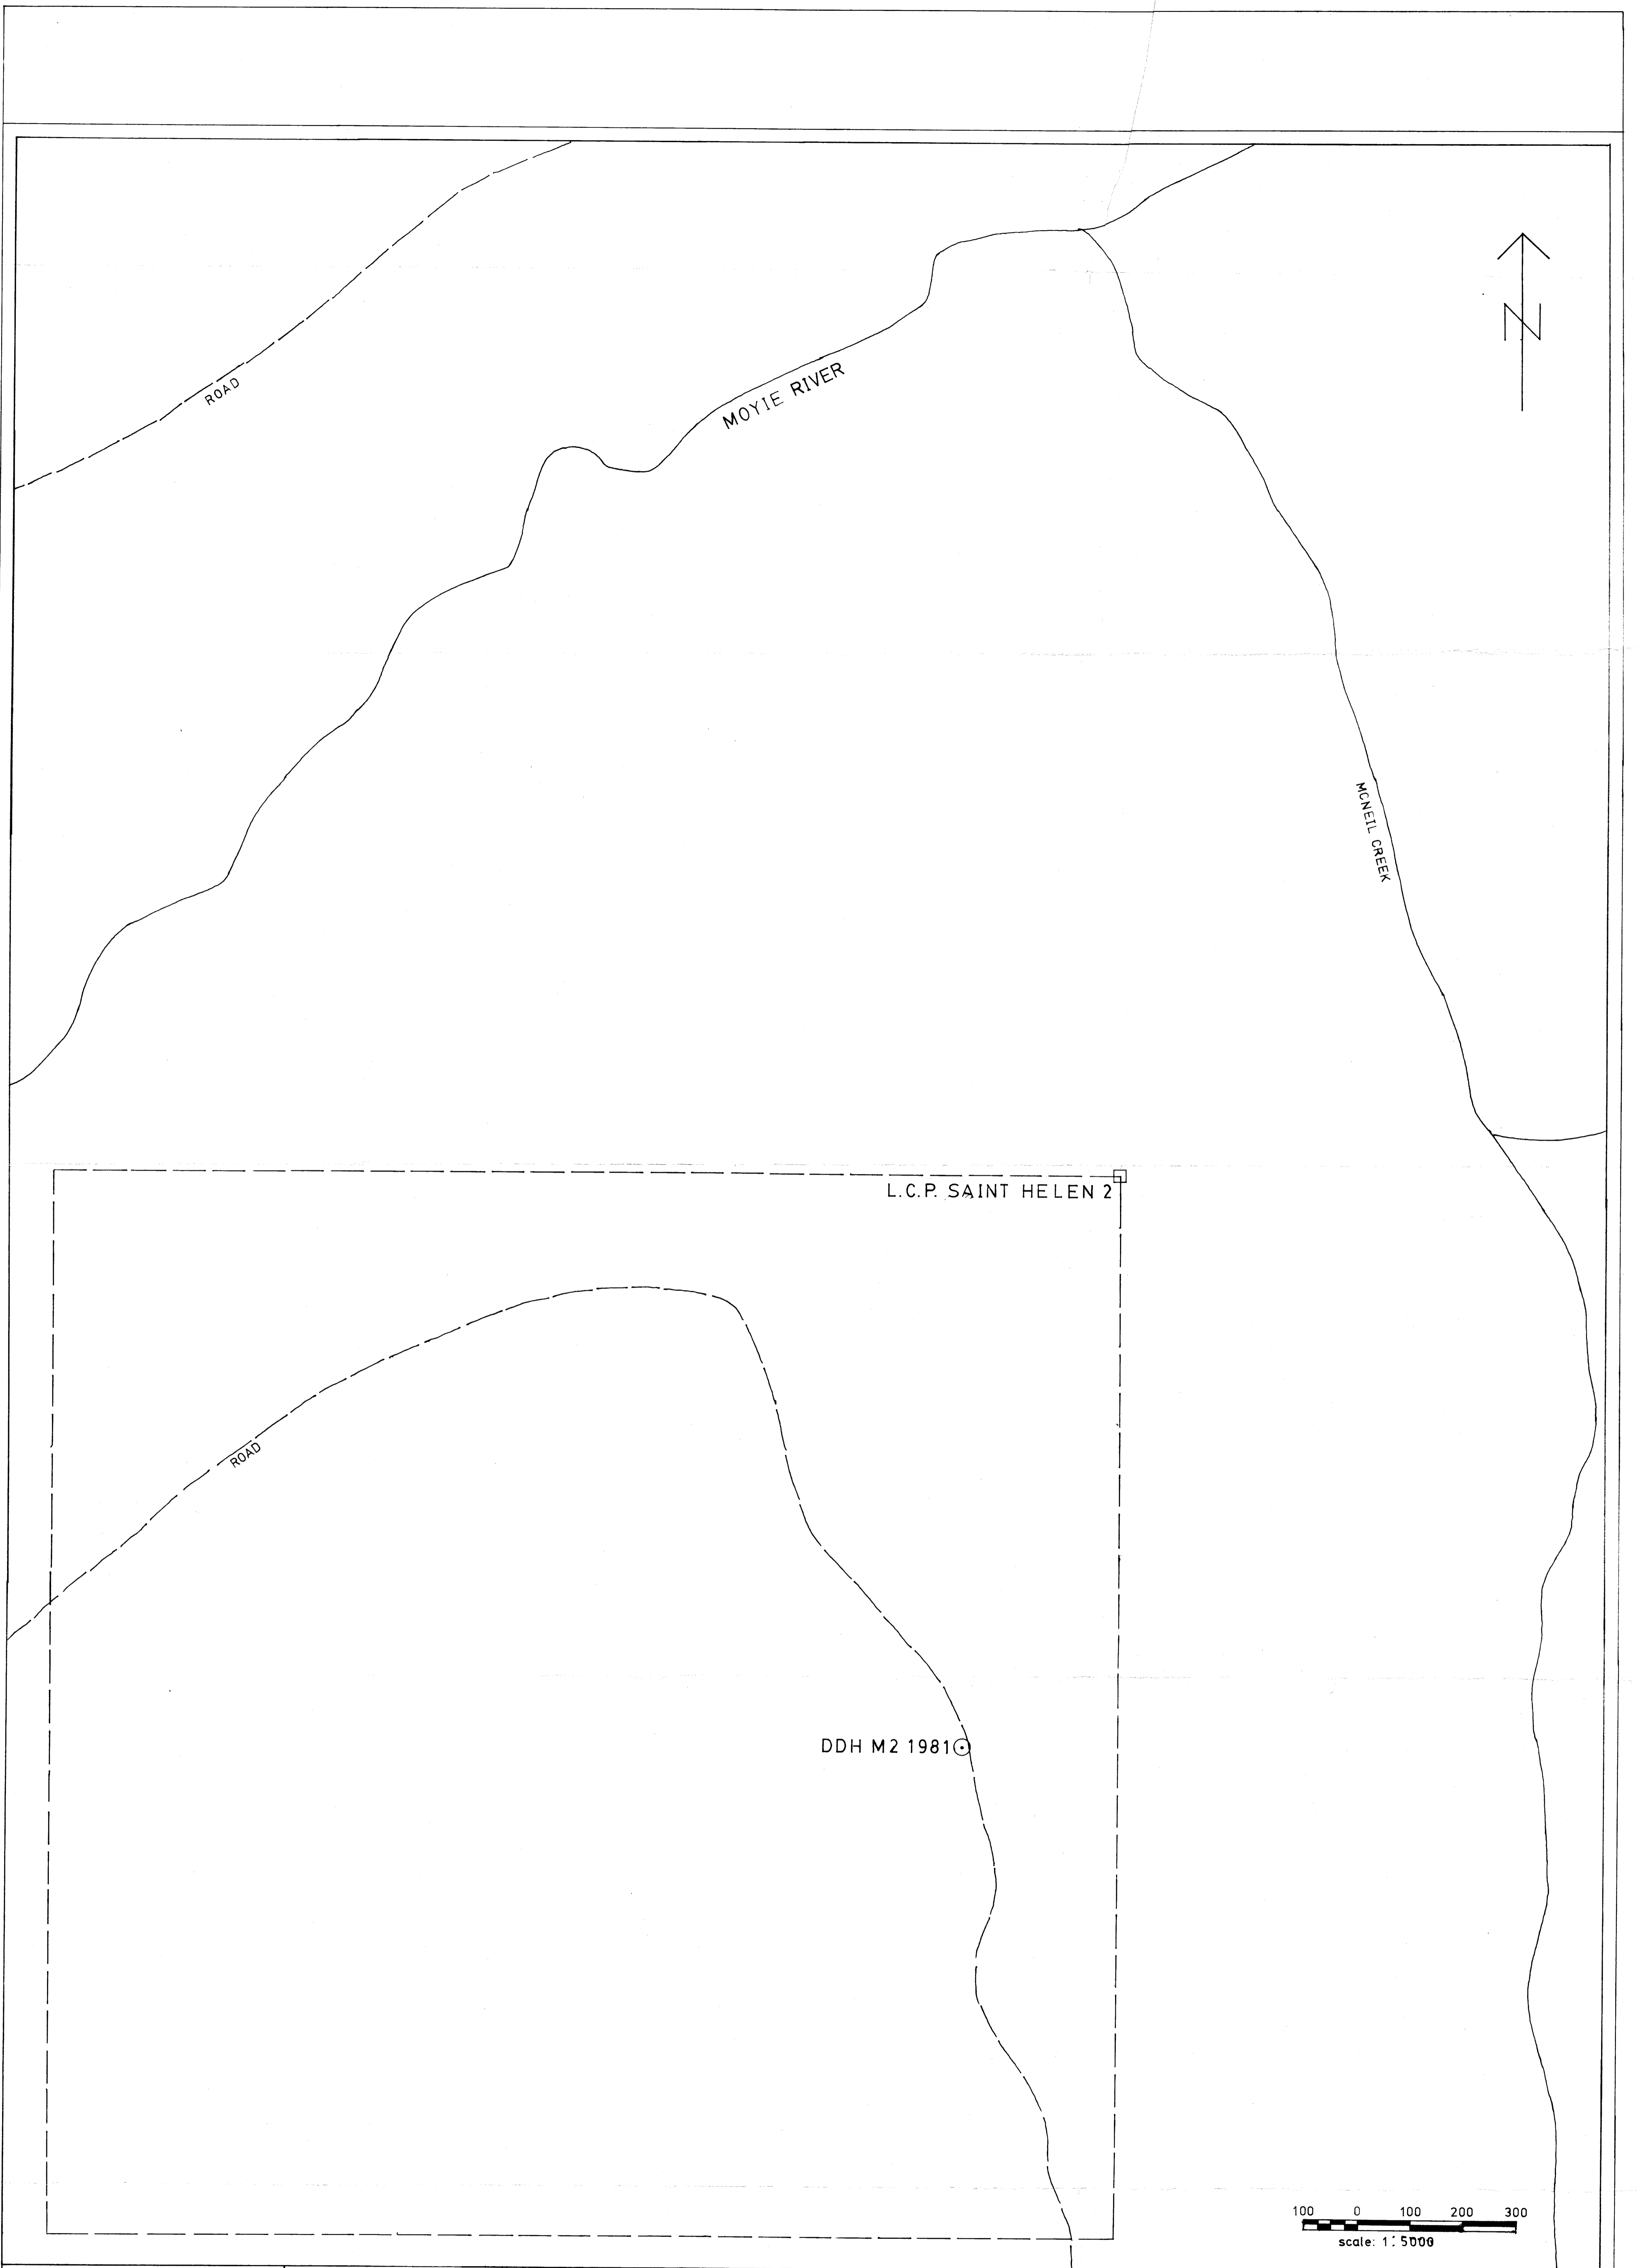 N
ROAD
MOYIE RIVER
MCNEIL CREEK
L.C.P. SAINT HELEN 2
ROAD
DDH M2 1981
100 0 100 200 300
scale: 1:5000